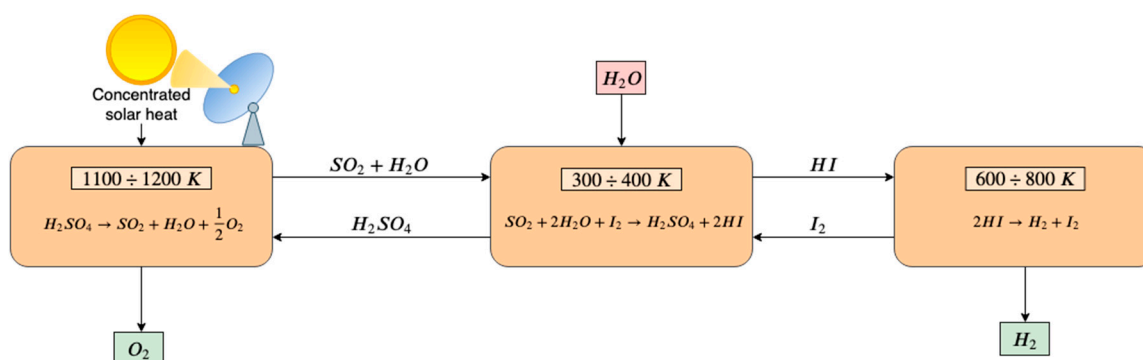 Concentrated
solar heat
H₂O
SO₂ + H₂O
HI
1100 ÷ 1200 K
300 ÷ 400 K
600 ÷ 800 K
H₂SO₄ → SO₂ + H₂O + 1/2 O₂
SO₂ + 2H₂O + I₂ → H₂SO₄ + 2HI
2HI → H₂ + I₂
H₂SO₄
I₂
O₂
H₂